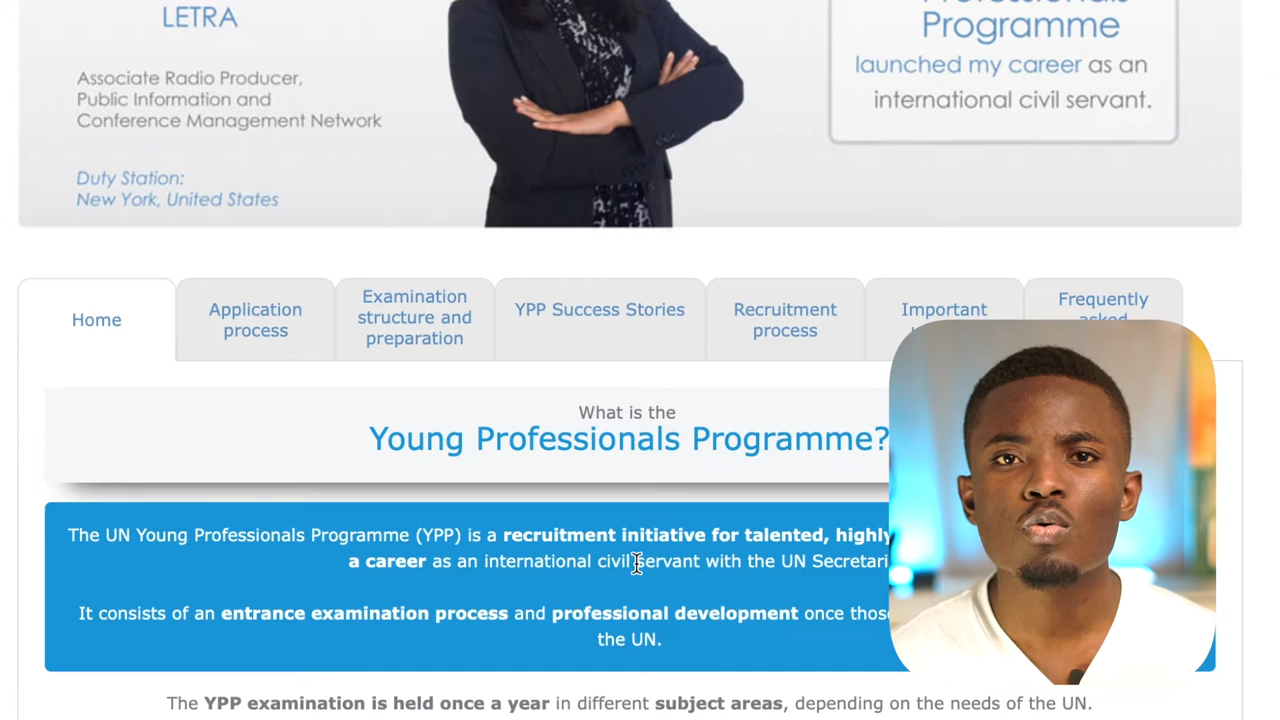 LETRA
Associate Radio Producer,
Public Information and
Conference Management Network
Duty Station:
New York, United States
Professionals
Programme
launched my career as an
international civil servant.
Home
Application
process
Examination
structure and
preparation
YPP Success Stories
Recruitment
process
Important
Frequently
asked
What is the
Young Professionals Programme?
The UN Young Professionals Programme (YPP) is a recruitment initiative for talented, highly
a career as an international civil servant with the UN Secretari
It consists of an entrance examination process and professional development once those
the UN.
The YPP examination is held once a year in different subject areas, depending on the needs of the UN.